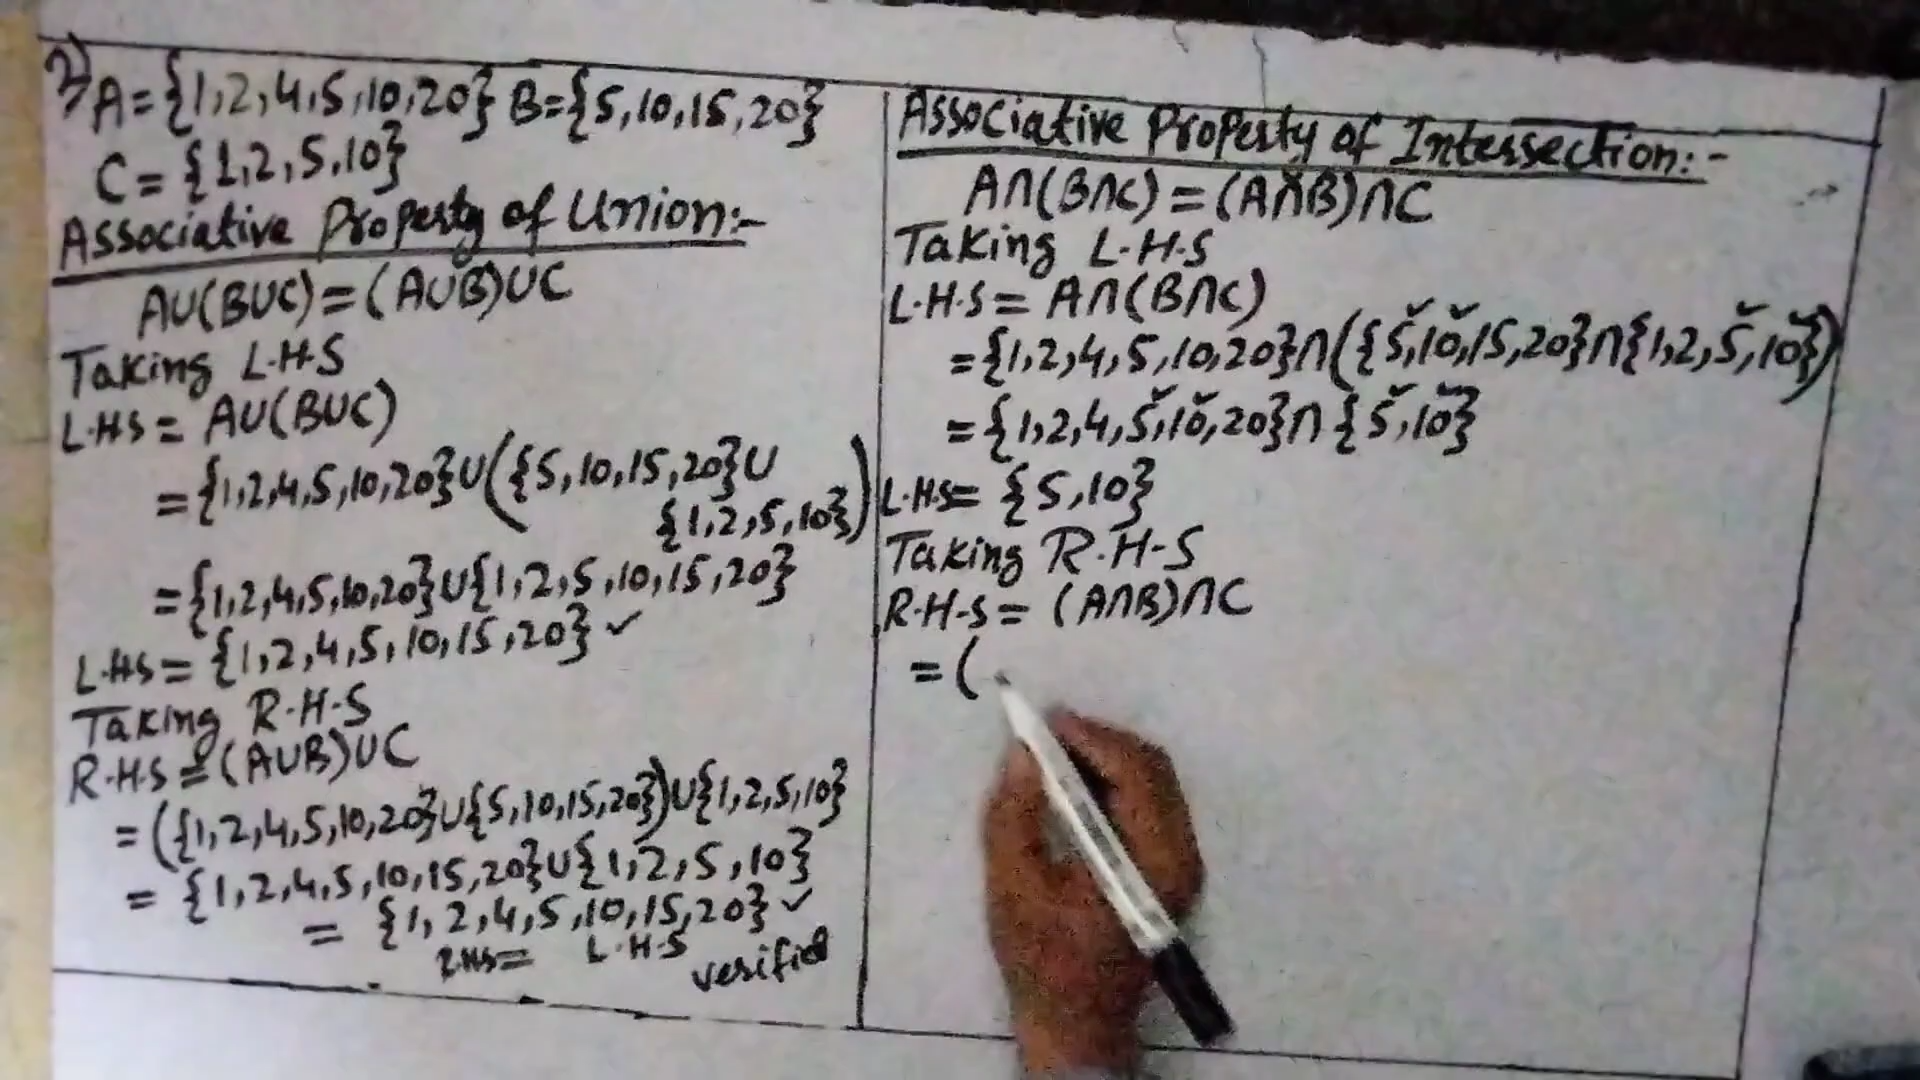 2) A={1,2,4,5,10,20} B={5,10,15,20}
C={1,2,5,10}
Associative Property of Union:-
AU(BUC)=(AUB)UC
Taking L.H.S
L.H.S = AU(BUC)
={1,2,4,5,10,20}U({5,10,15,20}U
{1,2,5,10})
={1,2,4,5,10,20}U{1,2,5,10,15,20}
L.H.S={1,2,4,5,10,15,20} ✓
Taking R.H.S
R.H.S=(AUB)UC
=({1,2,4,5,10,20}U{5,10,15,20})U{1,2,5,10}
={1,2,4,5,10,15,20}U{1,2,5,10}
={1,2,4,5,10,15,20} ✓
R.H.S= L.H.S
verified
Associative Property of Intersection:-
A∩(B∩C)=(A∩B)∩C
Taking L.H.S
L.H.S= A∩(B∩C)
={1,2,4,5,10,20}∩({5,10,15,20}∩{1,2,5,10})
={1,2,4,5,10,20}∩{5,10}
L.H.S={5,10}
Taking R.H.S
R.H.S= (A∩B)∩C
=(